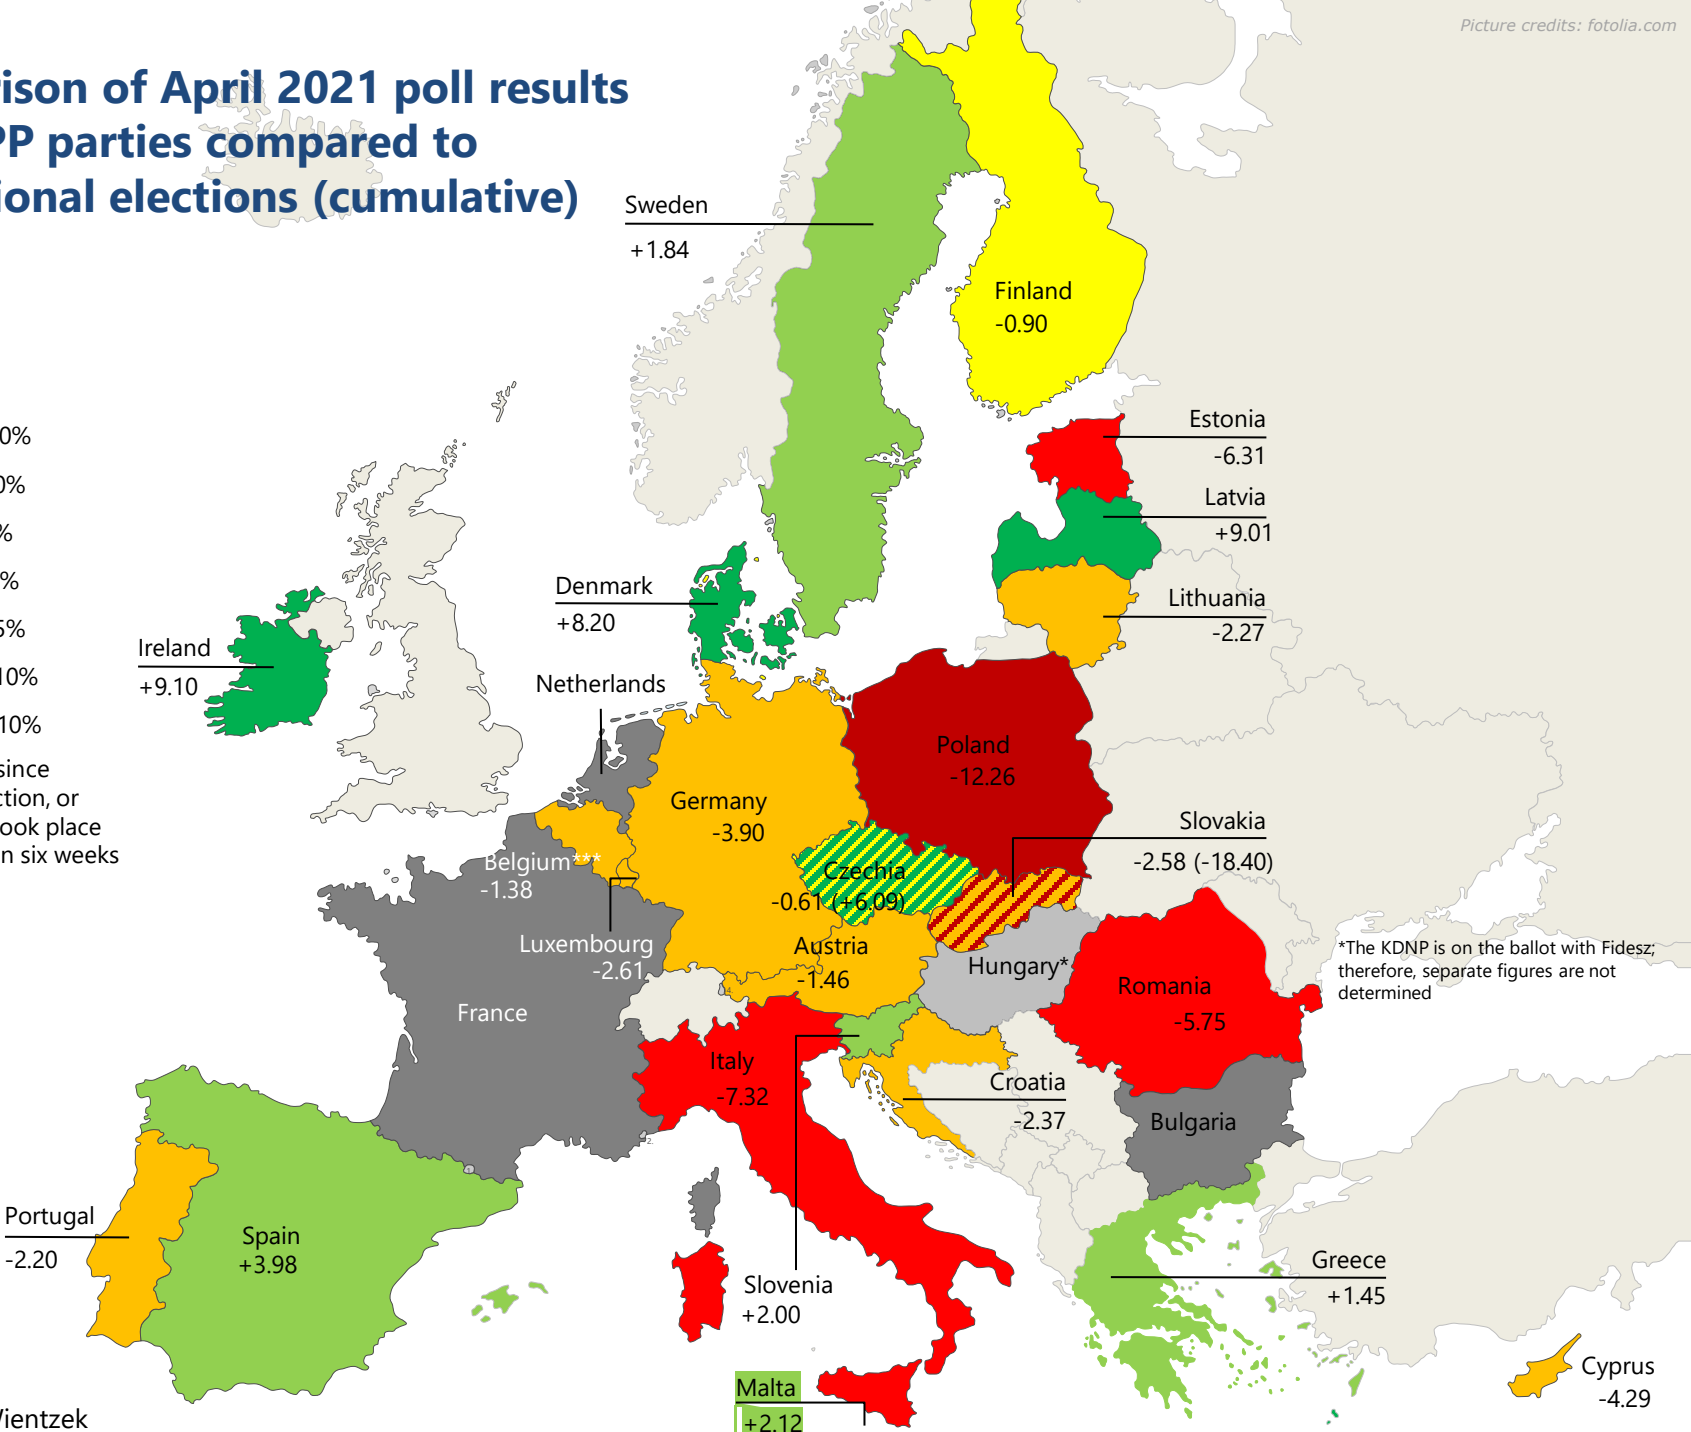 Picture credits: fotolia.com
ison of April 2021 poll results
PP parties compared to
ional elections (cumulative)
Sweden
+1.84
Finland
-0.90
Estonia
-6.31
Latvia
+9.01
Lithuania
-2.27
Denmark
+8.20
Ireland
+9.10
Netherlands
0%
0%
%
%
5%
10%
10%
since
ction, or
ook place
n six weeks
Poland
-12.26
Germany
-3.90
Slovakia
-2.58 (-18.40)
Belgium***
-1.38
Czechia
-0.61 (+6.09)
Luxembourg
-2.61
Austria
-1.46
Hungary*
*The KDNP is on the ballot with Fidesz;
therefore, separate figures are not
determined
Romania
-5.75
France
Italy
-7.32
Croatia
-2.37
Bulgaria
2.
Portugal
-2.20
Spain
+3.98
Slovenia
+2.00
Greece
+1.45
Malta
+2.12
Cyprus
-4.29
Wientzek